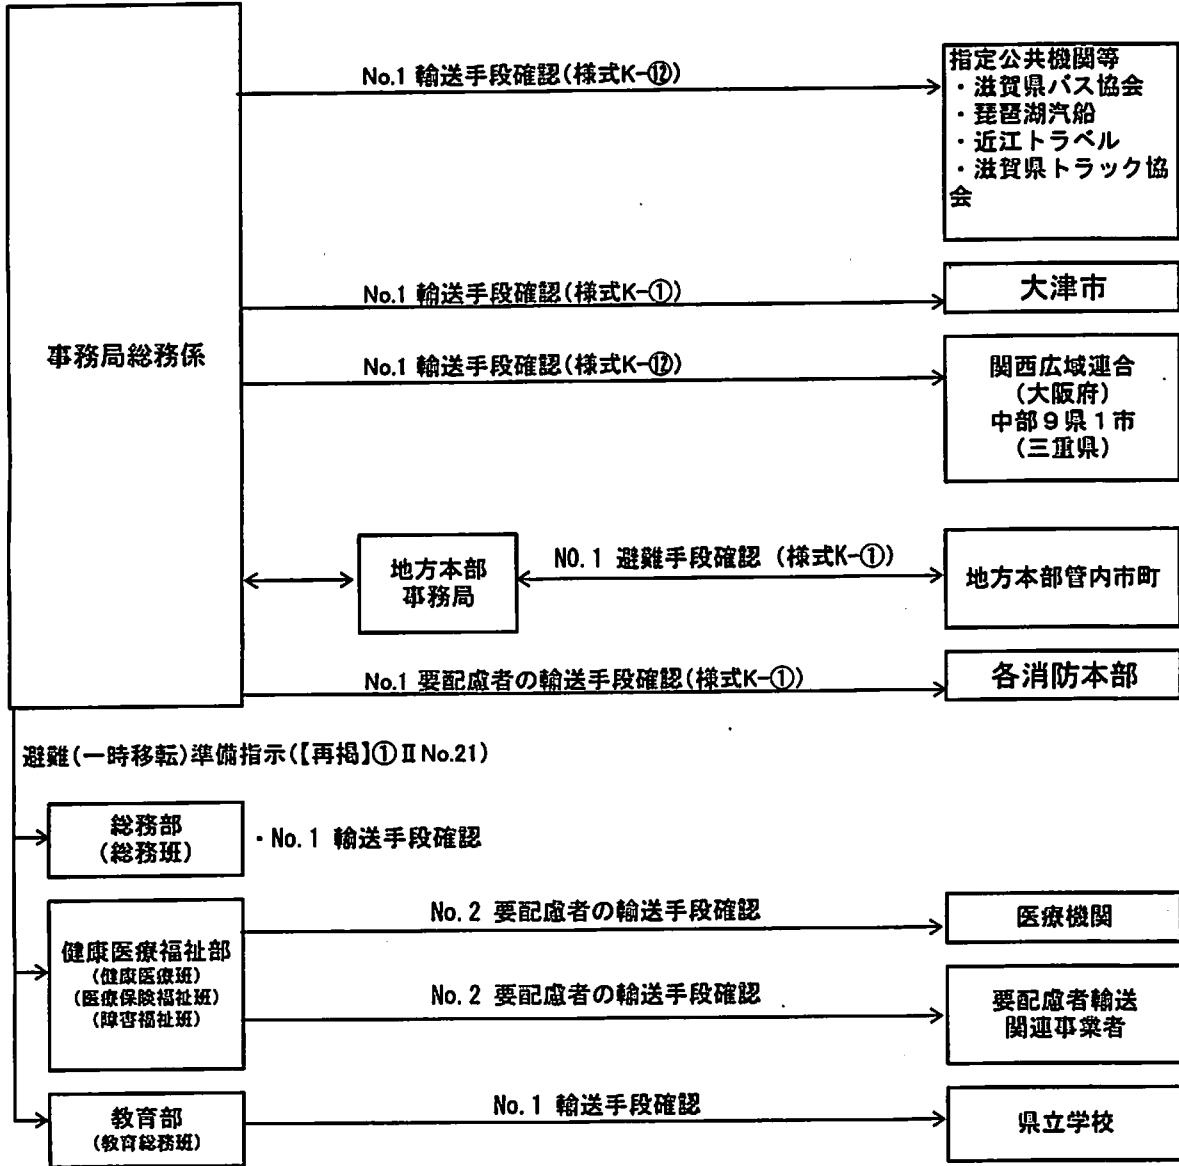 No.1 輸送手段確認(様式K-⑫)
指定公共機関等
・滋賀県バス協会
・琵琶湖汽船
・近江トラベル
・滋賀県トラック協
会
No.1 輸送手段確認(様式K-①)
大津市
事務局総務係
No.1 輸送手段確認(様式K-⑫)
関西広域連合
(大阪府)
中部9県1市
(三重県)
地方本部
事務局
NO.1 避難手段確認 (様式K-①)
地方本部管内市町
No.1 要配慮者の輸送手段確認(様式K-①)
各消防本部
避難(一時移転)準備指示(【再掲】①ⅡNo.21)
総務部
(総務班)
・No.1 輸送手段確認
健康医療福祉部
(健康医療班)
(医療保険福祉班)
(障害福祉班)
No.2 要配慮者の輸送手段確認
医療機関
No.2 要配慮者の輸送手段確認
要配慮者輸送
関連事業者
教育部
(教育総務班)
No.1 輸送手段確認
県立学校